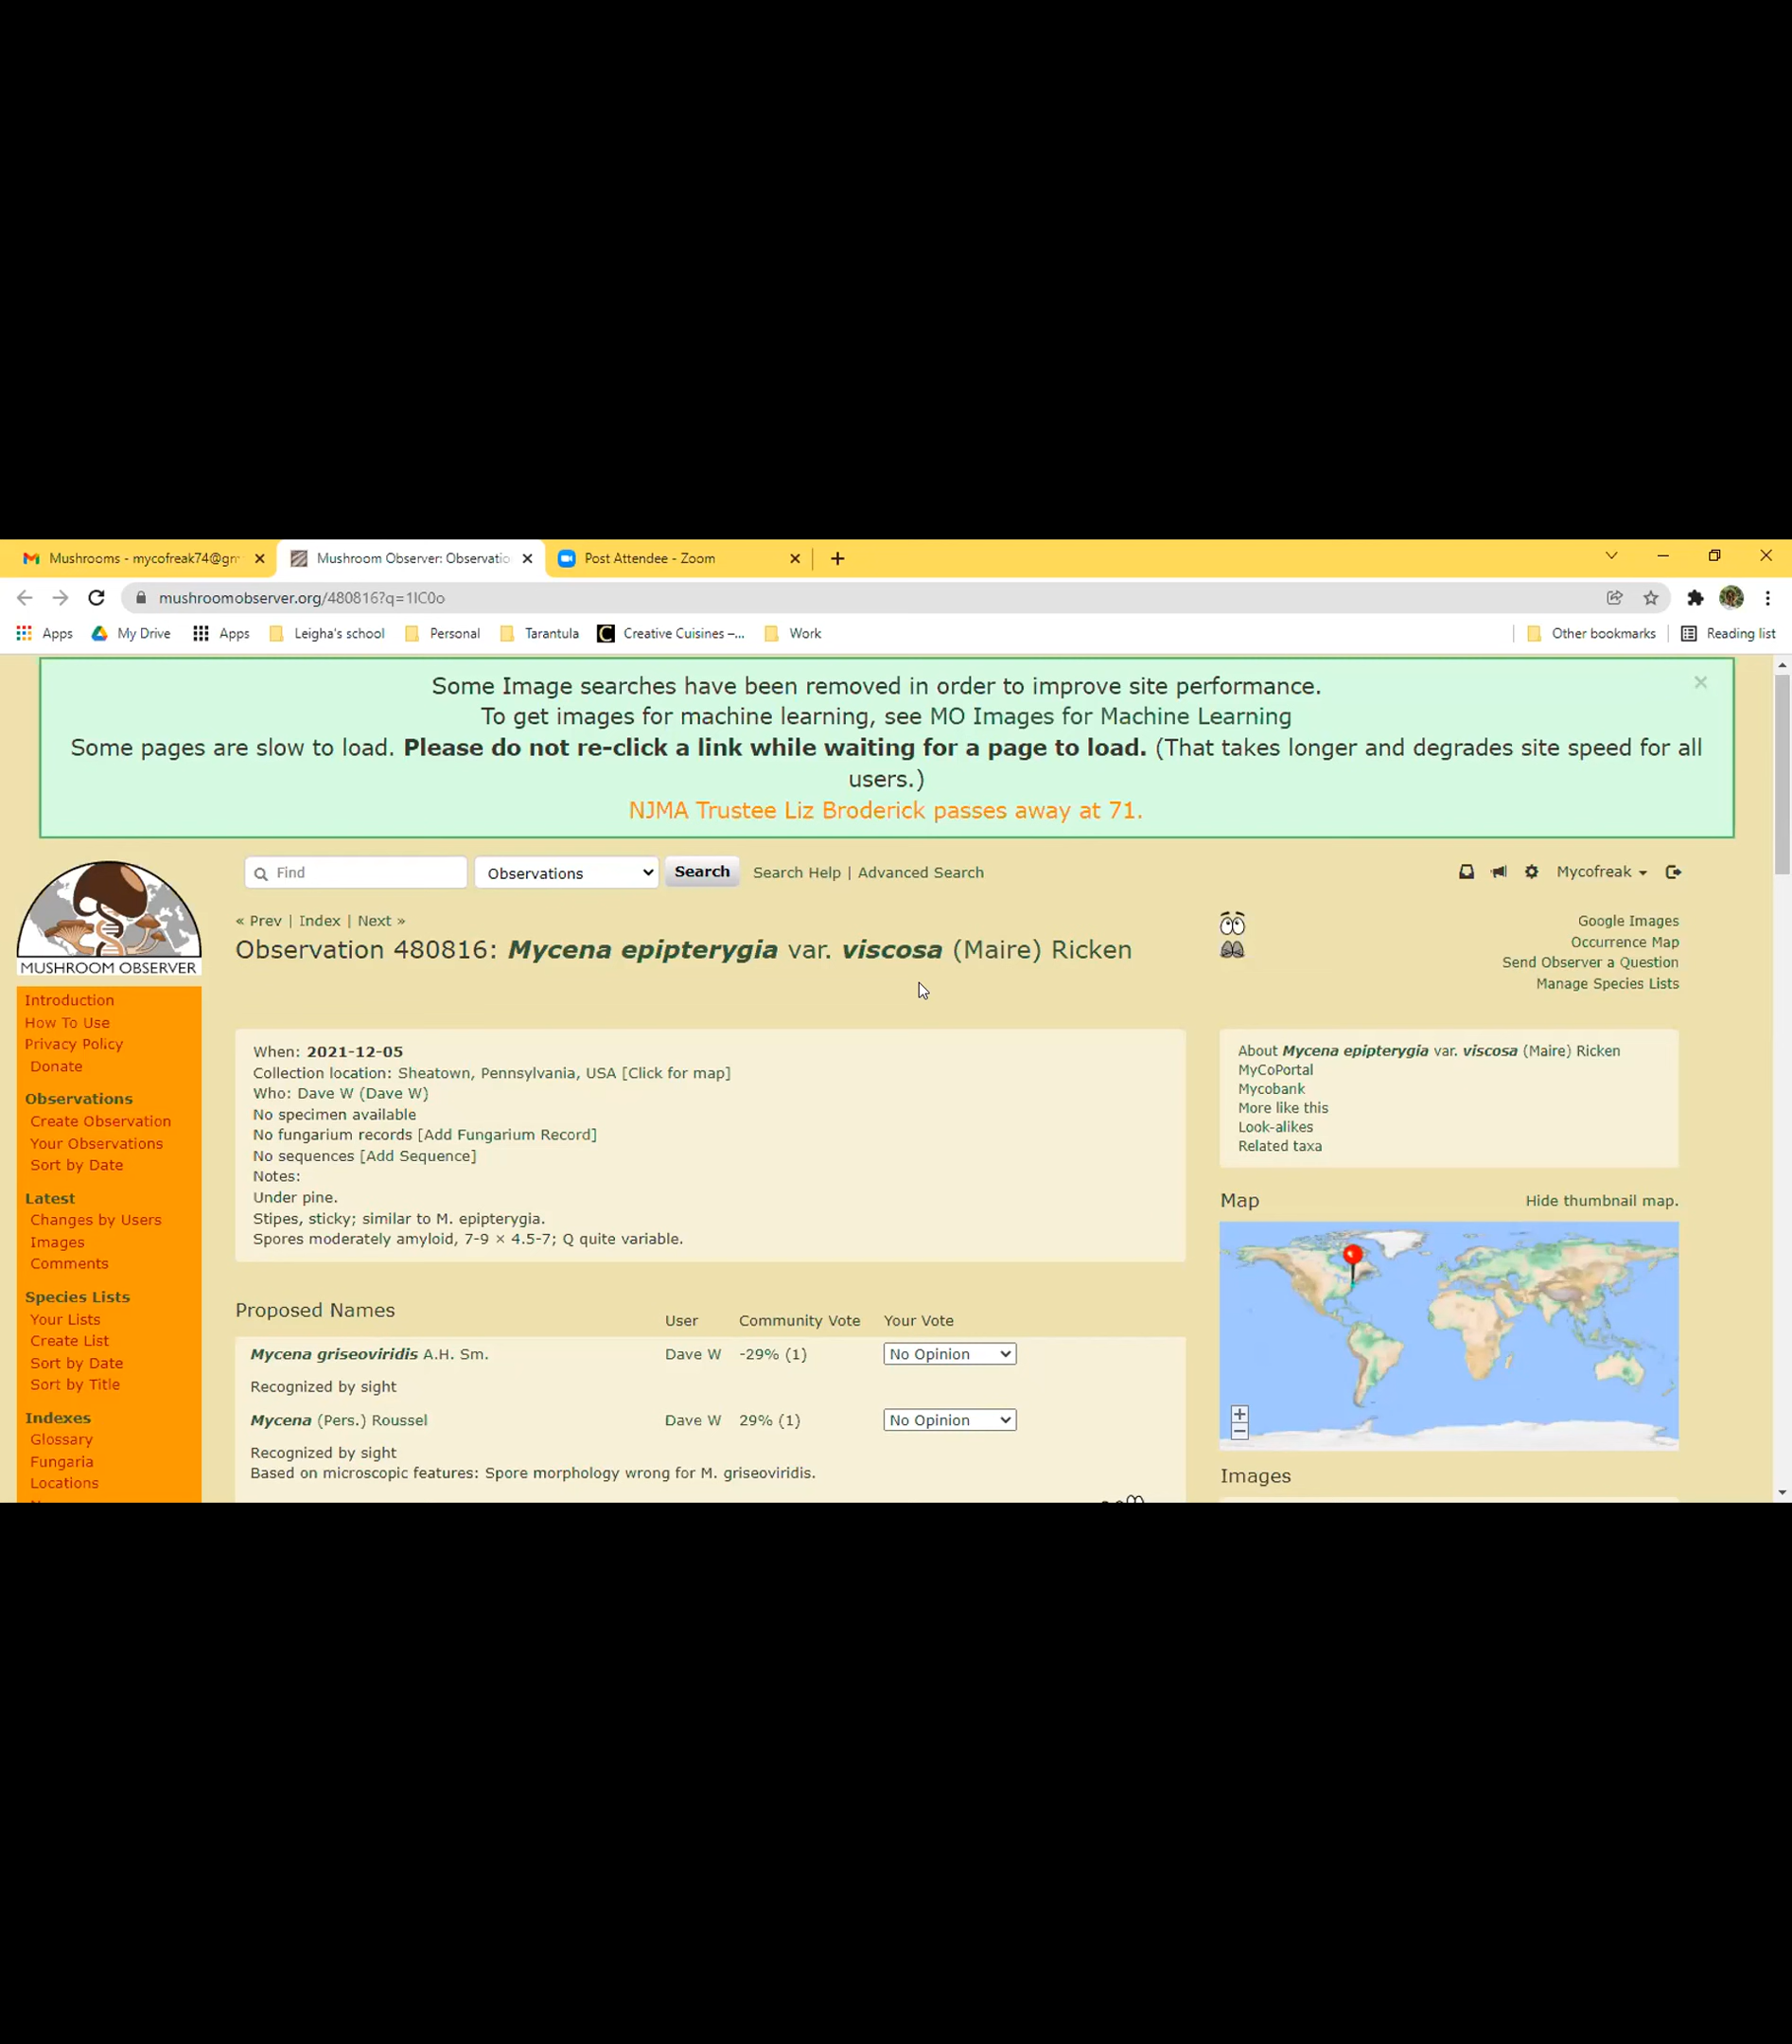 Mushrooms - mycofreak74@gm
Mushroom Observer: Observatio
Post Attendee - Zoom
mushroomobserver.org/480816?q=1IC0o
Apps
My Drive
Apps
Leigha's school
Personal
Tarantula
Creative Cuisines –...
Work
Other bookmarks
Reading list
Some Image searches have been removed in order to improve site performance.
To get images for machine learning, see MO Images for Machine Learning
Some pages are slow to load. Please do not re-click a link while waiting for a page to load. (That takes longer and degrades site speed for all
users.)
NJMA Trustee Liz Broderick passes away at 71.
MUSHROOM OBSERVER
Find
Observations
Search
Search Help | Advanced Search
Mycofreak
« Prev | Index | Next »
Observation 480816: Mycena epipterygia var. viscosa (Maire) Ricken
Google Images
Occurrence Map
Send Observer a Question
Manage Species Lists
Introduction
How To Use
Privacy Policy
Donate
Observations
Create Observation
Your Observations
Sort by Date
Latest
Changes by Users
Images
Comments
Species Lists
Your Lists
Create List
Sort by Date
Sort by Title
Indexes
Glossary
Fungaria
Locations
When: 2021-12-05
Collection location: Sheatown, Pennsylvania, USA [Click for map]
Who: Dave W (Dave W)
No specimen available
No fungarium records [Add Fungarium Record]
No sequences [Add Sequence]
Notes:
Under pine.
Stipes, sticky; similar to M. epipterygia.
Spores moderately amyloid, 7-9 × 4.5-7; Q quite variable.
Proposed Names
User
Community Vote
Your Vote
Mycena griseoviridis A.H. Sm.
Dave W
-29% (1)
No Opinion
Recognized by sight
Mycena (Pers.) Roussel
Dave W
29% (1)
No Opinion
Recognized by sight
Based on microscopic features: Spore morphology wrong for M. griseoviridis.
About Mycena epipterygia var. viscosa (Maire) Ricken
MyCoPortal
Mycobank
More like this
Look-alikes
Related taxa
Map
Hide thumbnail map.
+
−
Images